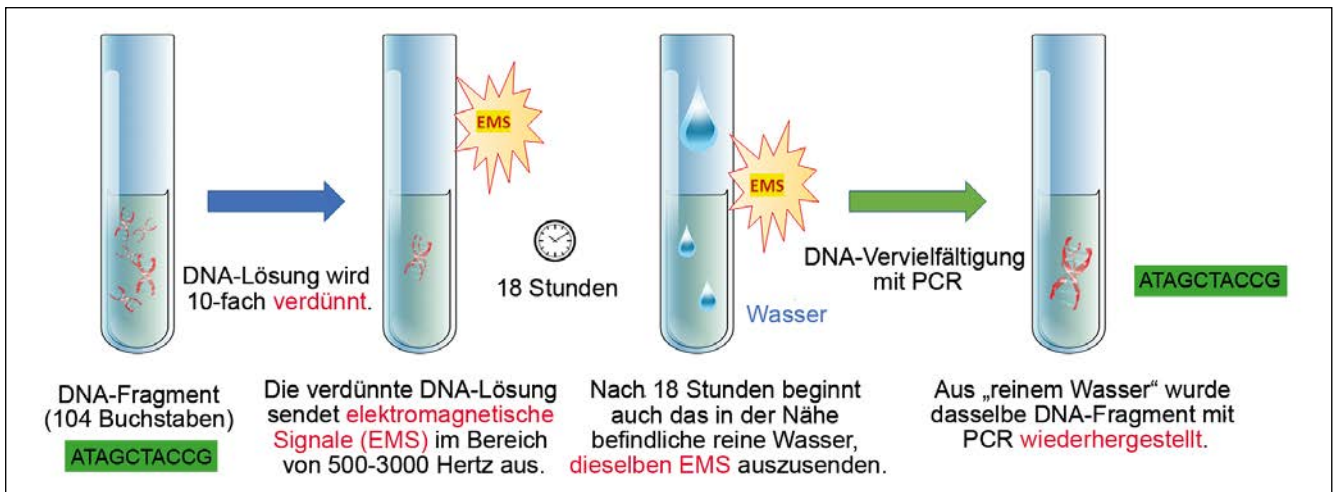 EMS
EMS
DNA-Lösung wird
10-fach verdünnt.
18 Stunden
Wasser
DNA-Vervielfältigung
mit PCR
ATAGCTACCG
DNA-Fragment
(104 Buchstaben)
ATAGCTACCG
Die verdünnte DNA-Lösung
sendet elektromagnetische
Signale (EMS) im Bereich
von 500-3000 Hertz aus.
Nach 18 Stunden beginnt
auch das in der Nähe
befindliche reine Wasser,
dieselben EMS auszusenden.
Aus „reinem Wasser“ wurde
dasselbe DNA-Fragment mit
PCR wiederhergestellt.